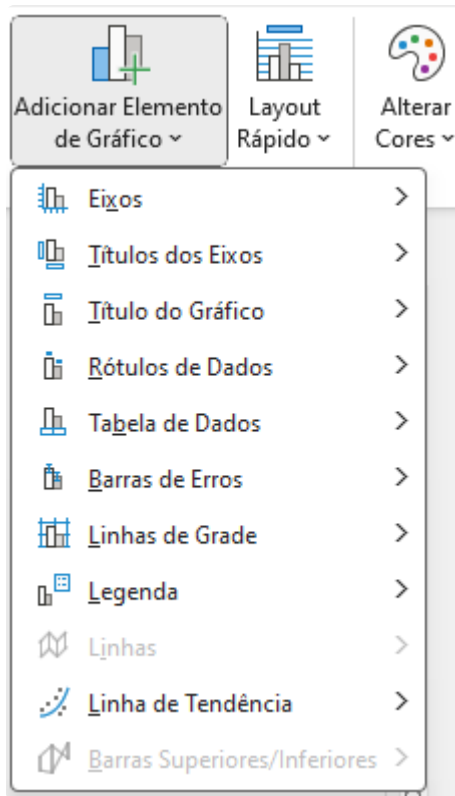 Adicionar Elemento
de Gráfico
Layout
Rápido
Alterar
Cores
Eixos
Títulos dos Eixos
Título do Gráfico
Rótulos de Dados
Tabela de Dados
Barras de Erros
Linhas de Grade
Legenda
Linhas
Linha de Tendência
Barras Superiores/Inferiores